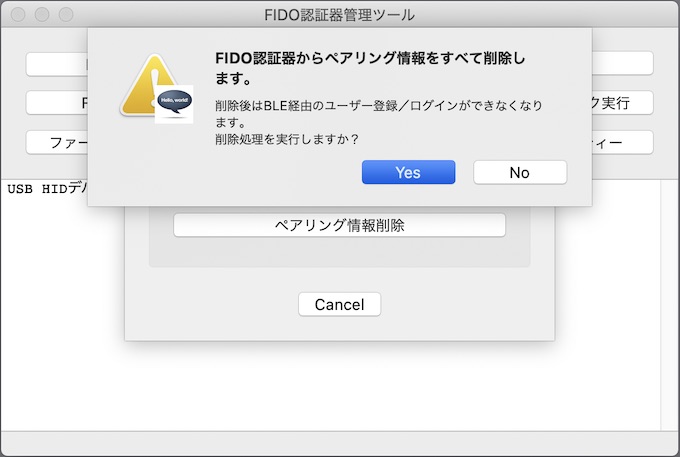 FIDO認証器管理ツール
FIDO認証器からペアリング情報をすべて削除し
ます。
Hello, world!
削除後はBLE経由のユーザー登録／ログインができなくなり
ます。
削除処理を実行しますか？
Yes
No
ク実行
ファー
ィー
USB HIDデバ
ペアリング情報削除
Cancel